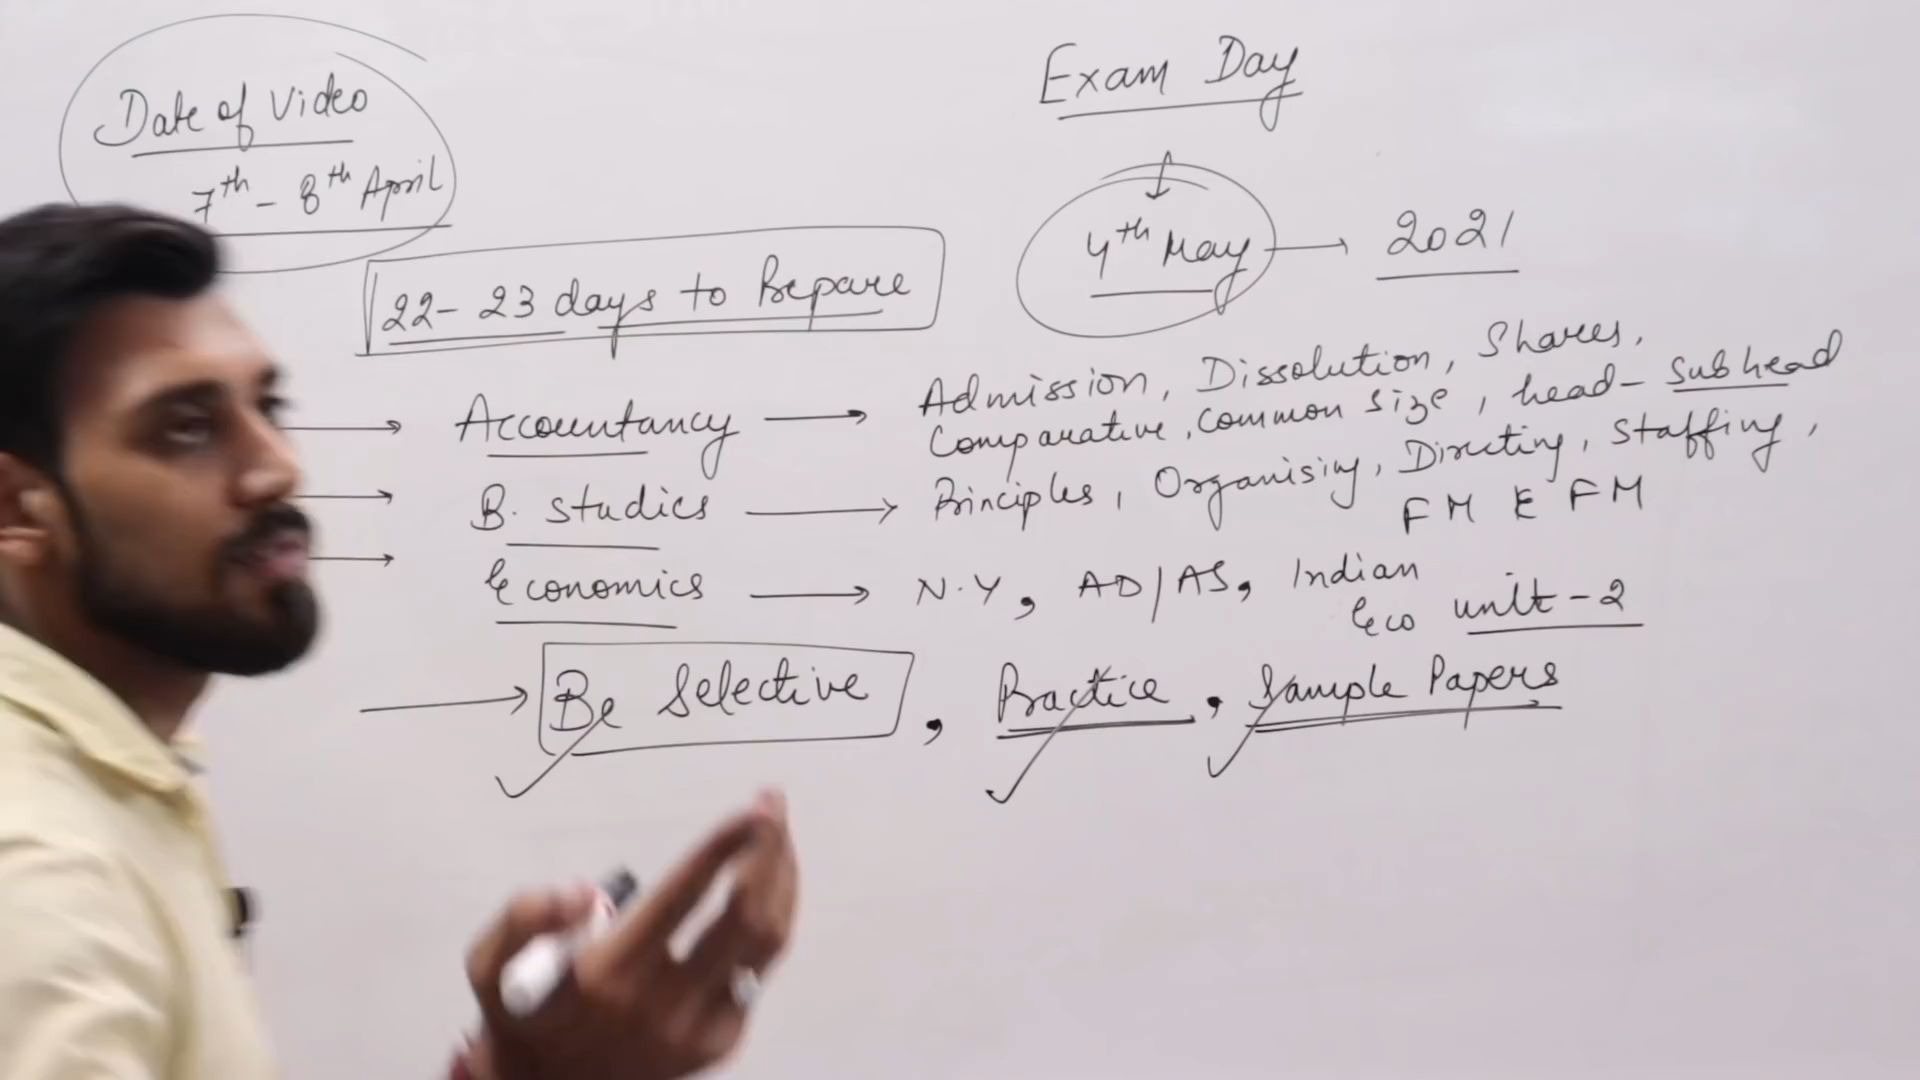 Date of Video
7th - 8th April
Exam Day
4th May → 2021
22-23 days to Prepare
→ Accountancy → Admission, Dissolution, Shares,
Comparative, Common Size, head-subhead
→ B. Studies → Principles, Organising, Directing, Staffing,
FM E FM
→ Economics → N.Y, AD/AS, Indian
Eco unit-2
→ Be Selective, Practice, Sample Papers